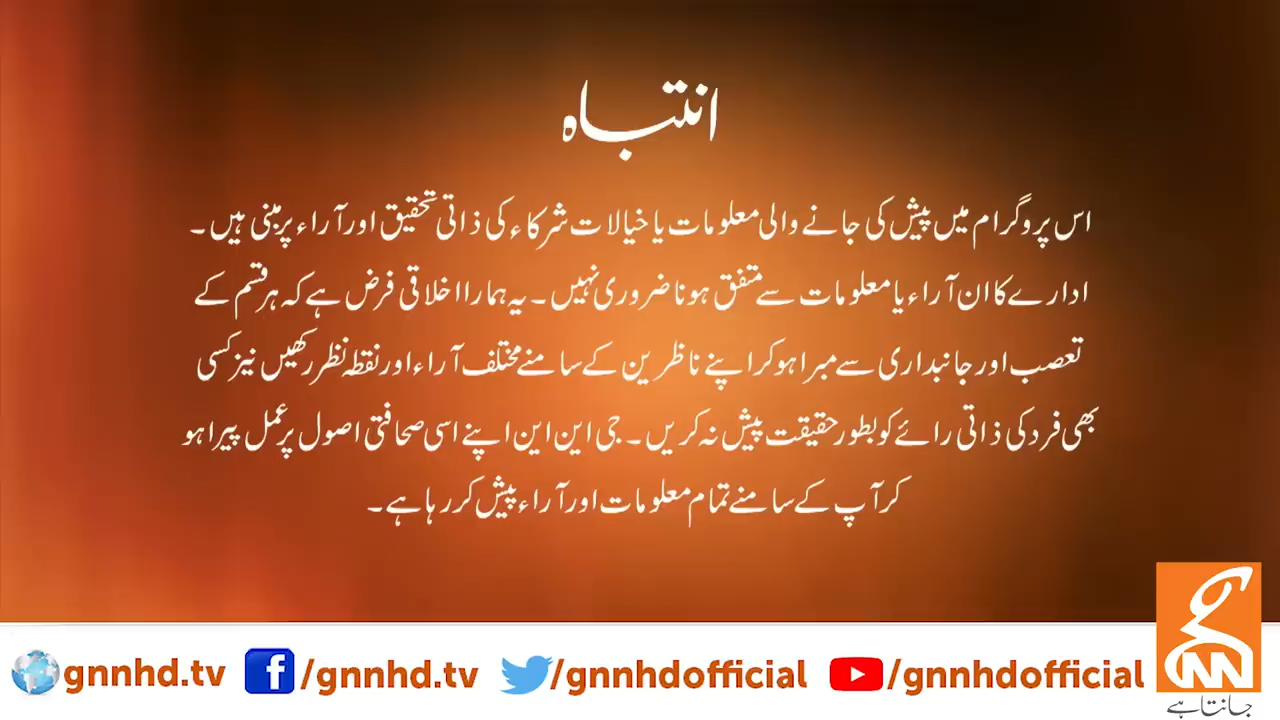 انتباہ
اس پروگرام میں پیش کی جانے والی معلومات یا خیالات شرکاء کی ذاتی تحقیق اور آراء پر مبنی ہیں۔
ادارے کا ان آراء یا معلومات سے متفق ہونا ضروری نہیں۔ یہ ہمارا اخلاقی فرض ہے کہ ہر قسم کے
تعصب اور جانبداری سے مبرا ہو کر اپنے ناظرین کے سامنے مختلف آراء اور نقطہ نظر رکھیں نیز کسی
بھی فرد کی ذاتی رائے کو بطور حقیقت پیش نہ کریں۔ جی این این اپنے اسی صحافتی اصول پر عمل پیرا ہو
کر آپ کے سامنے تمام معلومات اور آراء پیش کر رہا ہے۔
gnnhd.tv /gnnhd.tv /gnnhdofficial /gnnhdofficial
GNN
جانتا ہے